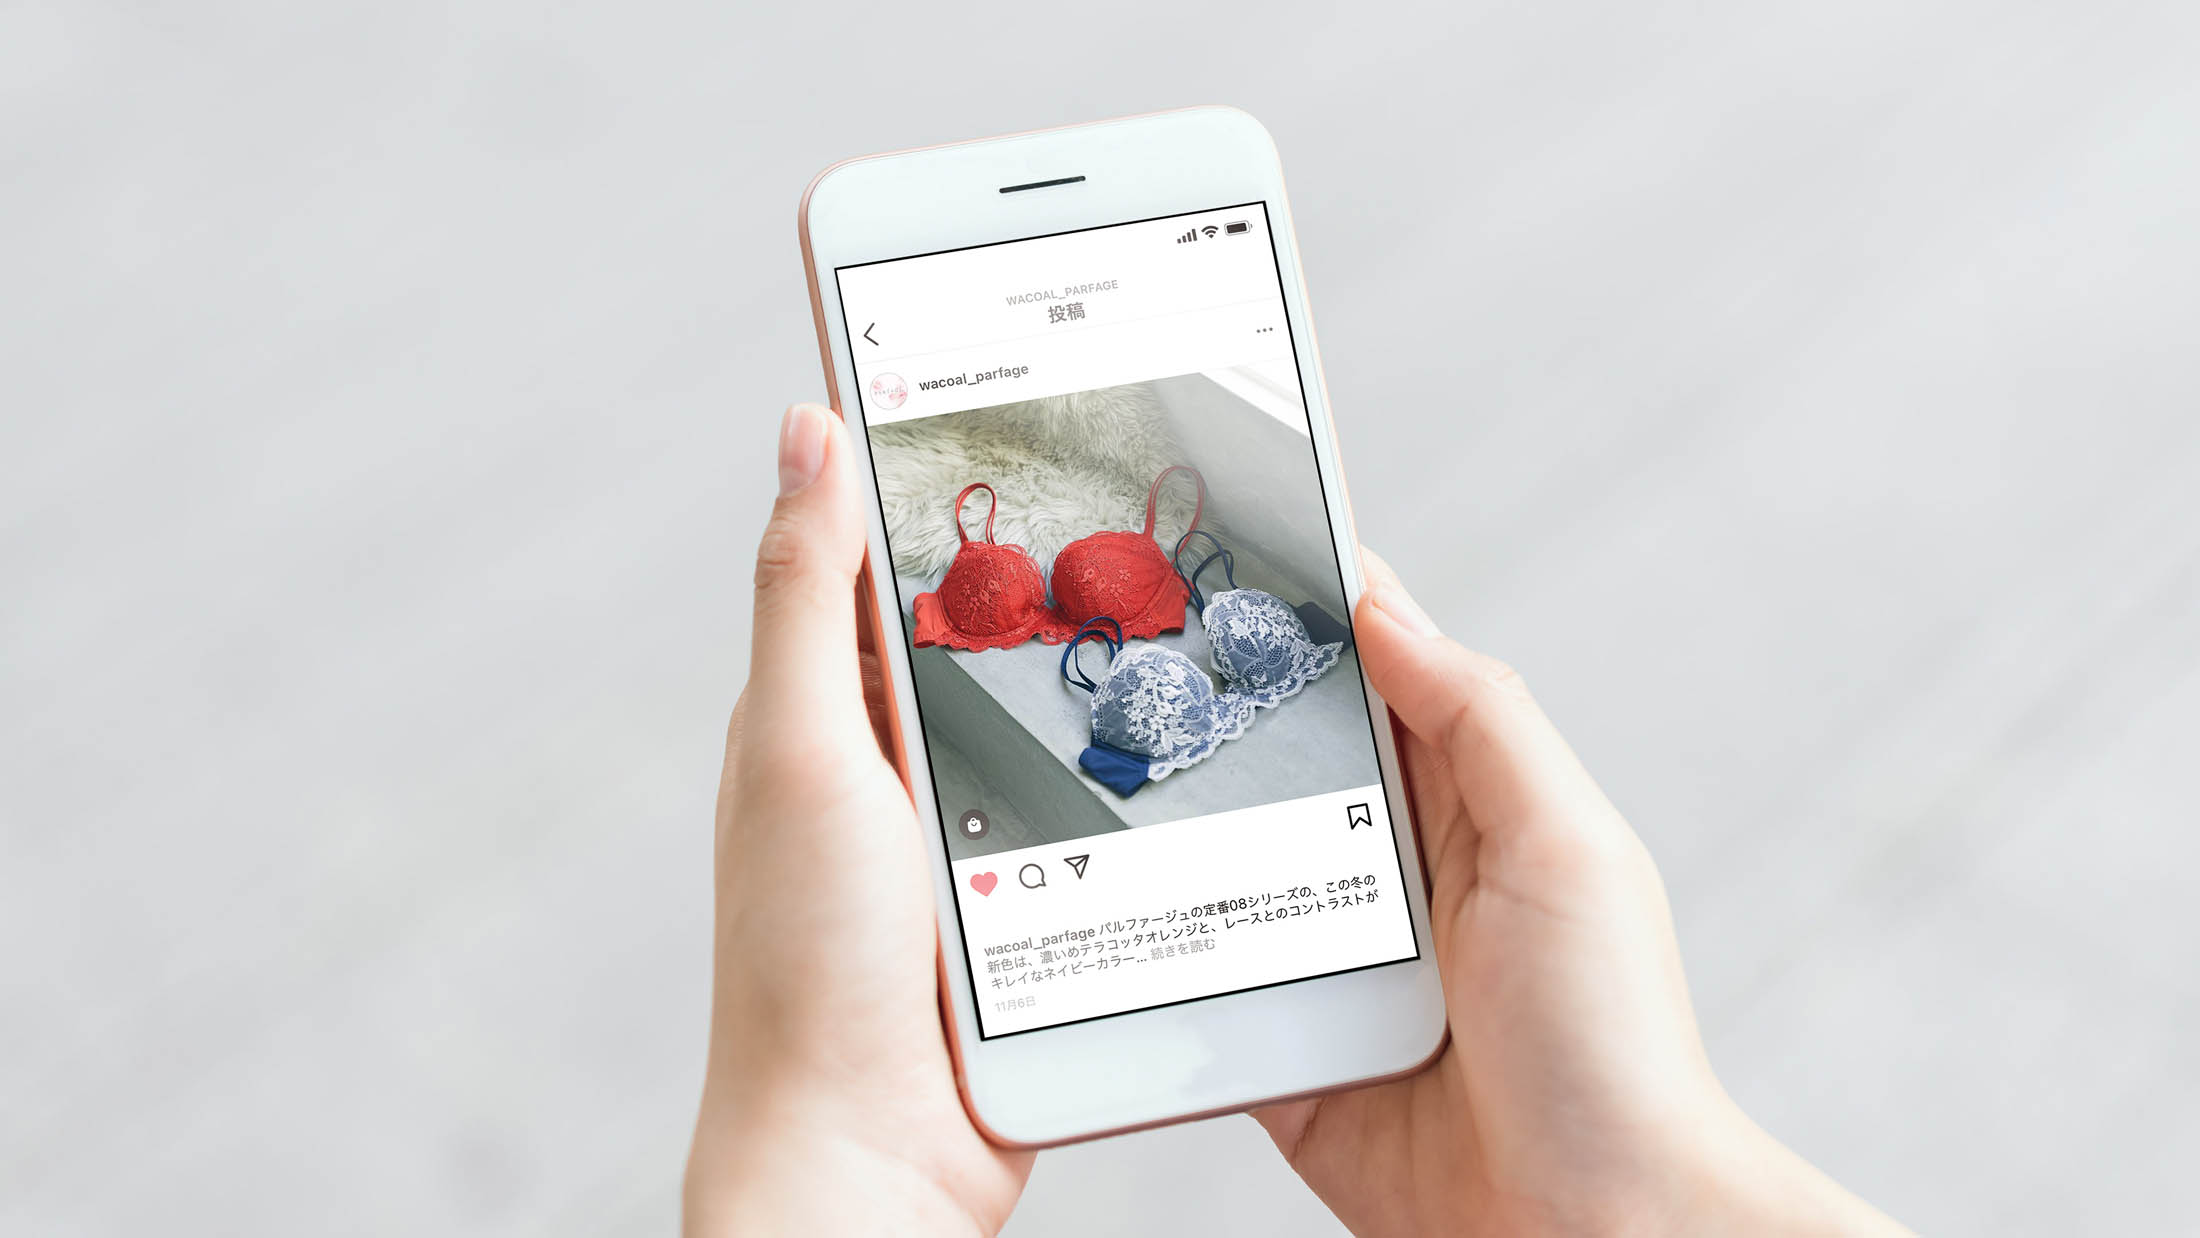 WACOAL_PARFAGE
投稿
wacoal_parfage
wacoal_parfage パルファージュの定番08シリーズの、この冬の
新色は、濃いめテラコッタオレンジと、レースとのコントラストが
キレイなネイビーカラー... 続きを読む
11月6日